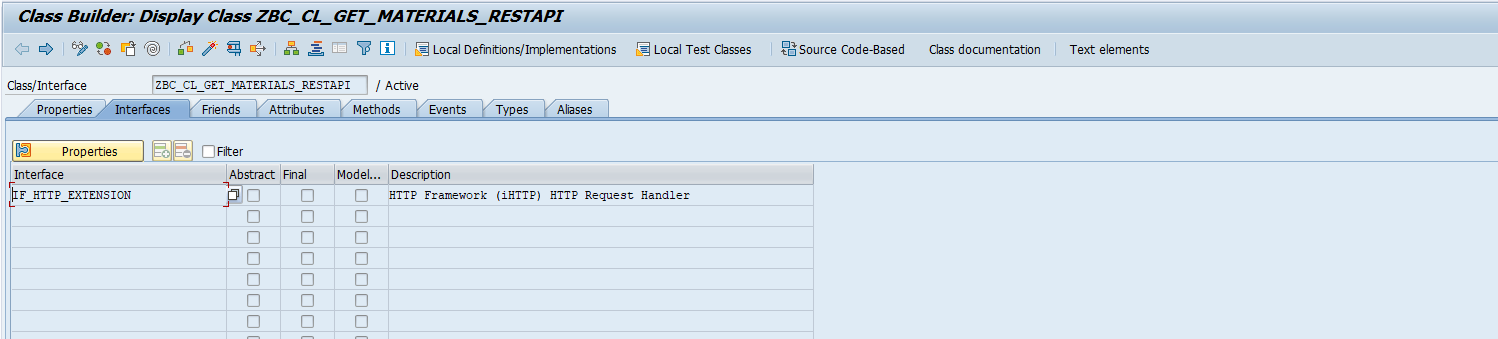 Class Builder: Display Class ZBC_CL_GET_MATERIALS_RESTAPI
Local Definitions/Implementations Local Test Classes Source Code-Based Class documentation Text elements
Class/Interface ZBC_CL_GET_MATERIALS_RESTAPI / Active
Properties Interfaces Friends Attributes Methods Events Types Aliases
Properties Filter
Interface Abstract Final Model... Description
IF_HTTP_EXTENSION HTTP Framework (iHTTP) HTTP Request Handler